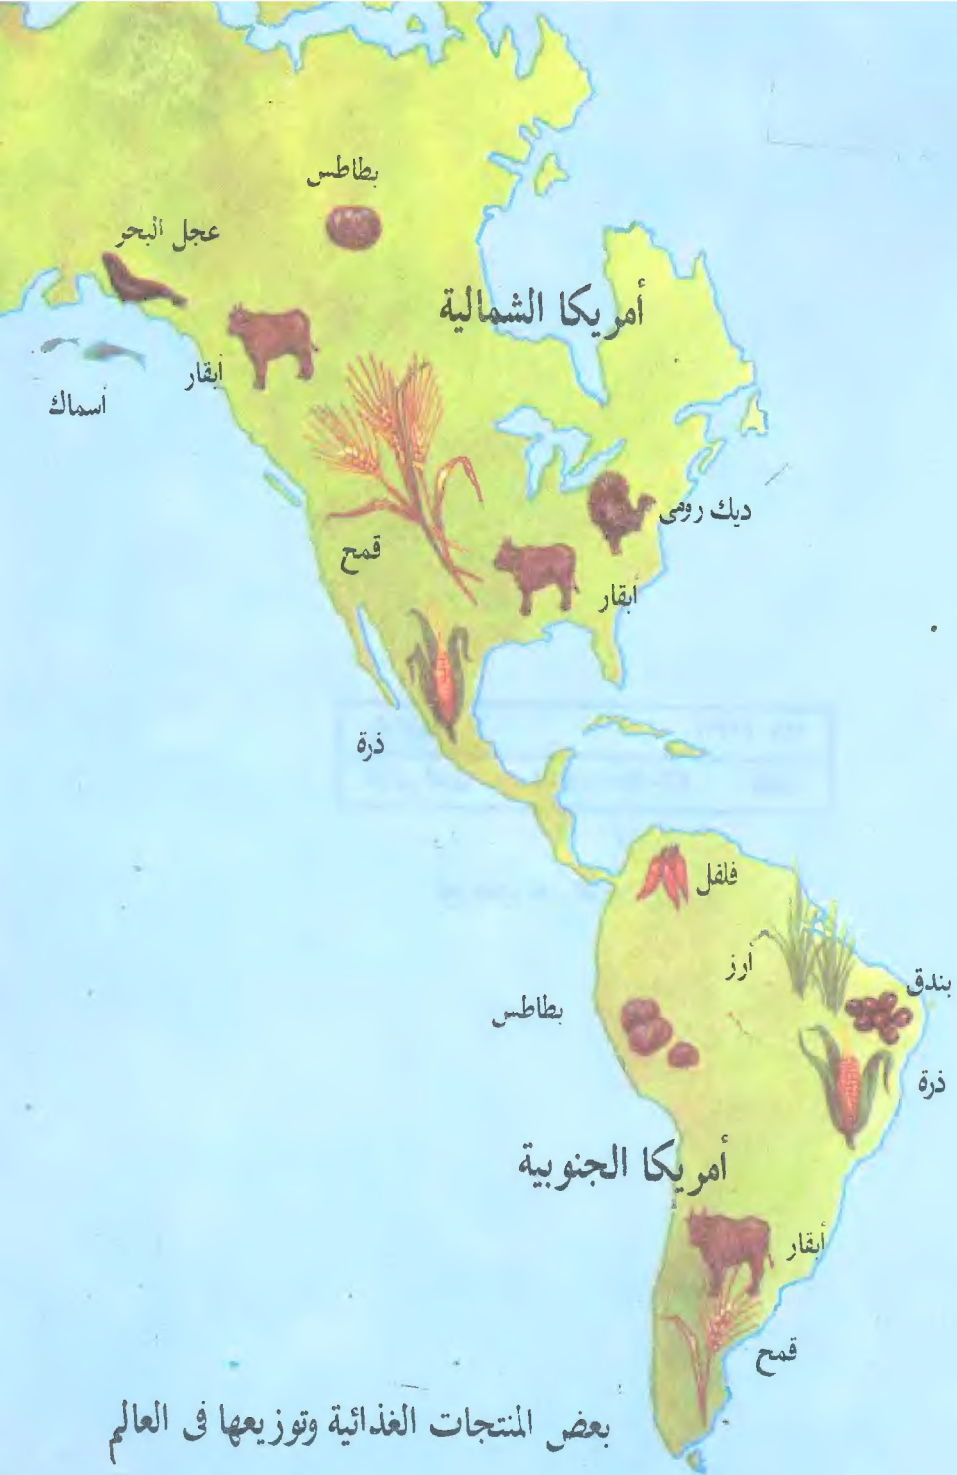 بطاطس
عجل البحر
أمريكا الشمالية
أبقار
أسماك
ديك رومى
قمح
أبقار
ذرة
فلفل
أرز
بندق
بطاطس
ذرة
أمريكا الجنوبية
أبقار
قمح
بعض المنتجات الغذائية وتوزيعها فى العالم